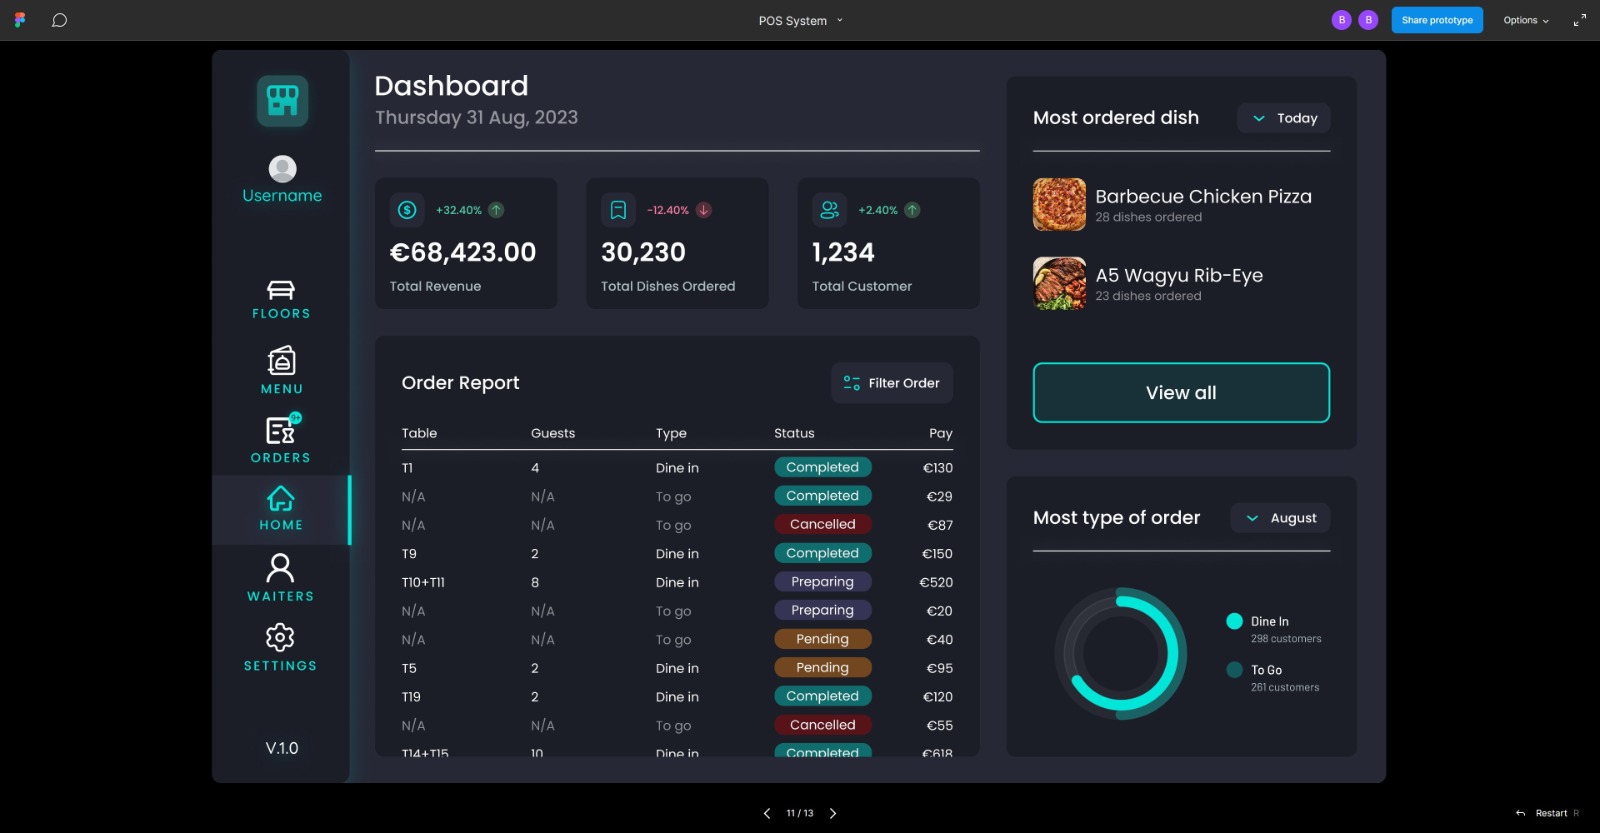 POS System
B B Share prototype Options
Dashboard
Thursday 31 Aug, 2023
Username
FLOORS
MENU
9+
ORDERS
HOME
WAITERS
SETTINGS
V.1.0
+32.40%
€68,423.00
Total Revenue
-12.40%
30,230
Total Dishes Ordered
+2.40%
1,234
Total Customer
Order Report
Filter Order
Table Guests Type Status Pay
T1 4 Dine in Completed €130
N/A N/A To go Completed €29
N/A N/A To go Cancelled €87
T9 2 Dine in Completed €150
T10+T11 8 Dine in Preparing €520
N/A N/A To go Preparing €20
N/A N/A To go Pending €40
T5 2 Dine in Pending €95
T19 2 Dine in Completed €120
N/A N/A To go Cancelled €55
T14+T15 10 Dine in Completed €618
Most ordered dish
Today
Barbecue Chicken Pizza
28 dishes ordered
A5 Wagyu Rib-Eye
23 dishes ordered
View all
Most type of order
August
Dine In
298 customers
To Go
261 customers
11 / 13
Restart R